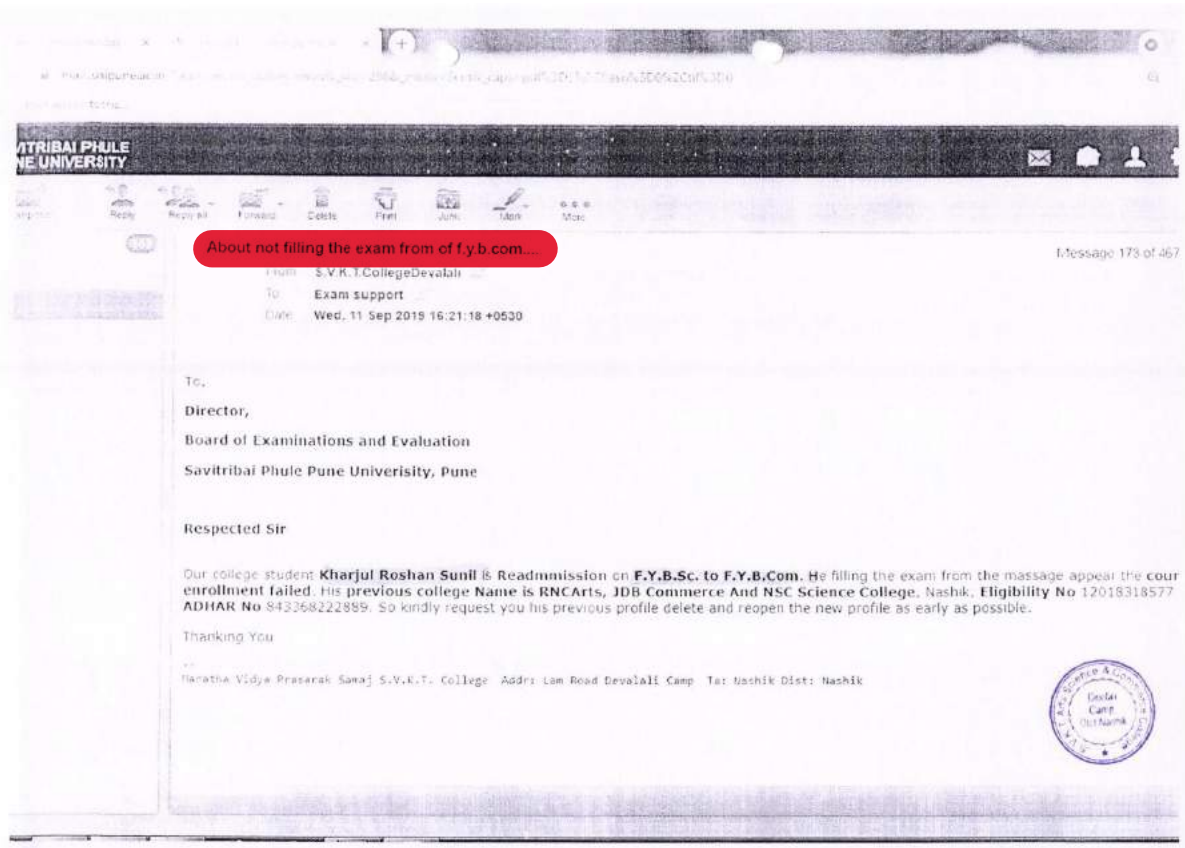 VITRIBAI PHULE
NE UNIVERSITY
Reply
Reply all
Forward
Delete
Print
Junk
Mark
More
About not filling the exam from of f.y.b.com....
Message 173 of 467
From S.V.K.T.CollegeDevalali
To Exam support
Date Wed, 11 Sep 2019 16:21:18 +0530
To,
Director,
Board of Examinations and Evaluation
Savitribai Phule Pune Univerisity, Pune
Respected Sir
Our college student Kharjul Roshan Sunil is Readmmission on F.Y.B.Sc. to F.Y.B.Com. He filling the exam from the massage appear the cour
enrollment failed. His previous college Name is RNCArts, JDB Commerce And NSC Science College, Nashik, Eligibility No 12018318577
ADHAR No 843368222889. So kindly request you his previous profile delete and reopen the new profile as early as possible.
Thanking You
--
Maratha Vidya Prasarak Samaj S.V.K.T. College Addr: Lam Road Devalali Camp Ta: Nashik Dist: Nashik